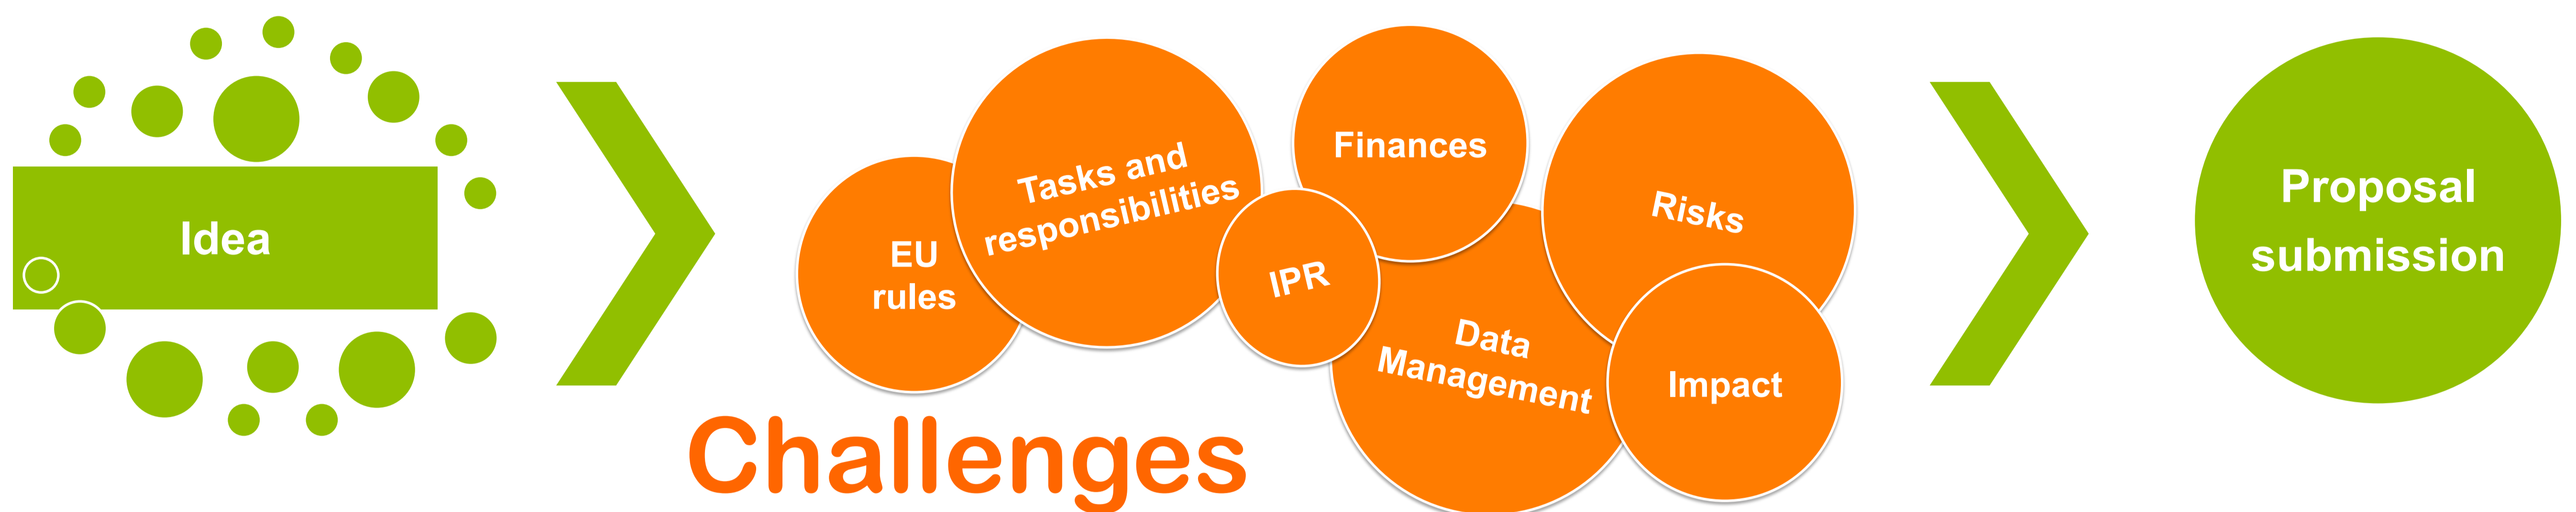 Idea
EU
rules
Tasks and
responsibilities
IPR
Finances
Data
Management
Risks
Impact
Challenges
Proposal
submission